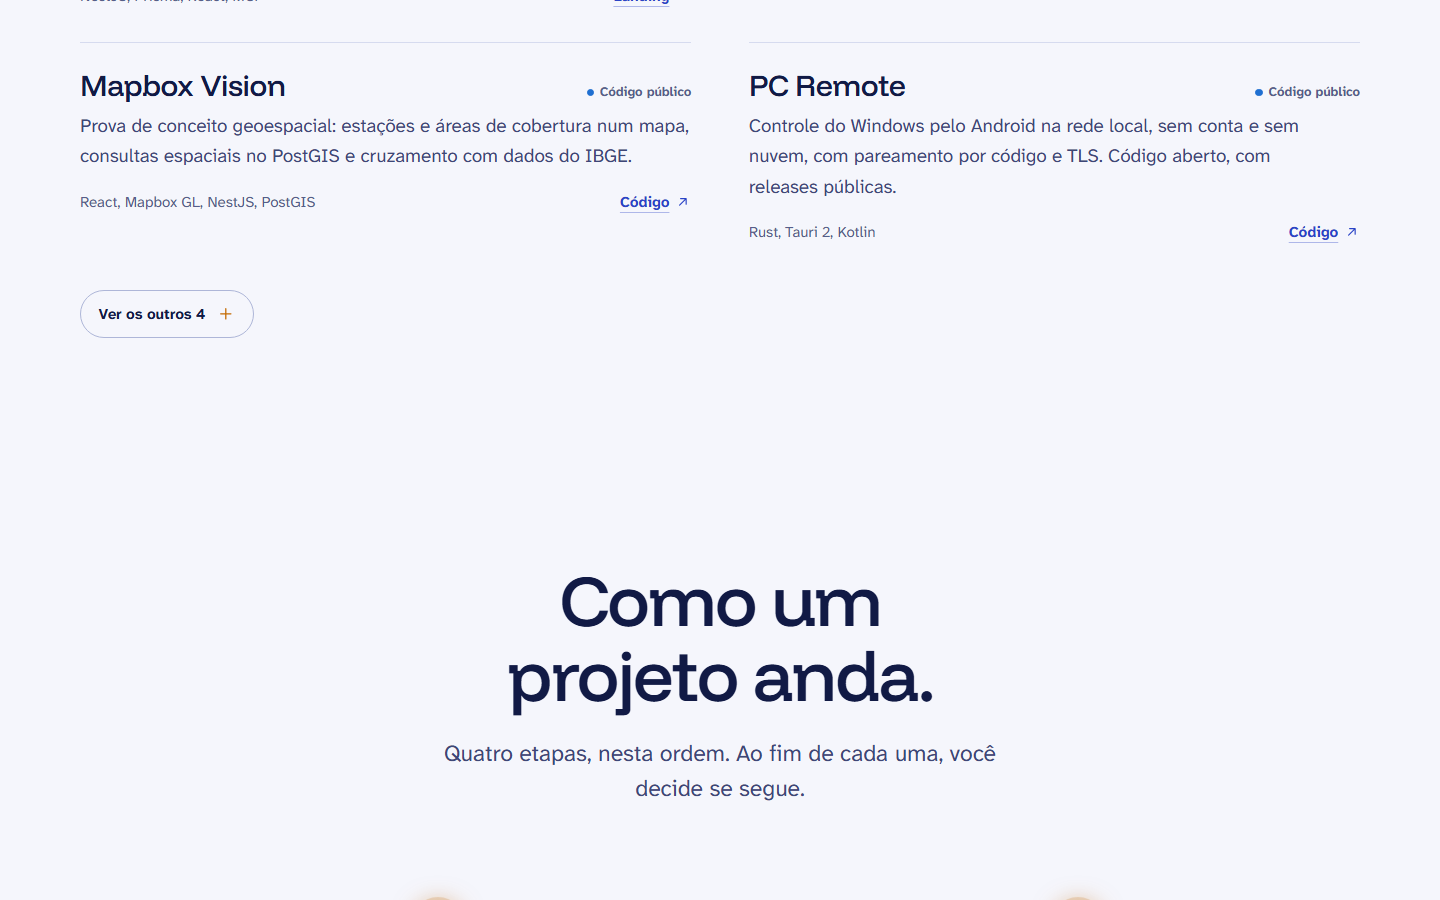 Mapbox Vision
Código público
Prova de conceito geoespacial: estações e áreas de cobertura num mapa,
consultas espaciais no PostGIS e cruzamento com dados do IBGE.
React, Mapbox GL, NestJS, PostGIS
Código
PC Remote
Código público
Controle do Windows pelo Android na rede local, sem conta e sem
nuvem, com pareamento por código e TLS. Código aberto, com
releases públicas.
Rust, Tauri 2, Kotlin
Código
Ver os outros 4
Como um
projeto anda.
Quatro etapas, nesta ordem. Ao fim de cada uma, você
decide se segue.